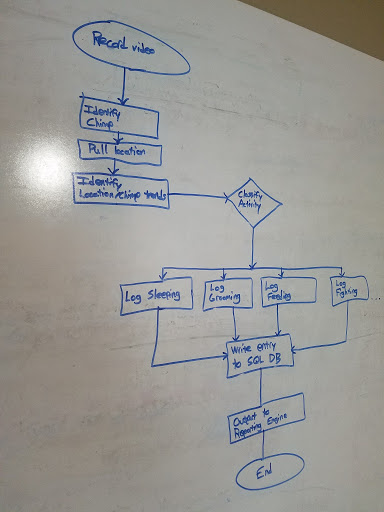 Record video
Identify
Chimp
Pull location
Identify
Location/Chimp trends
Classify
Activity
Log Sleeping
Log
Grooming
Log
Feeding
Log
Fighting
...
Write entry
to SQL DB
Output to
Reporting Engine
End